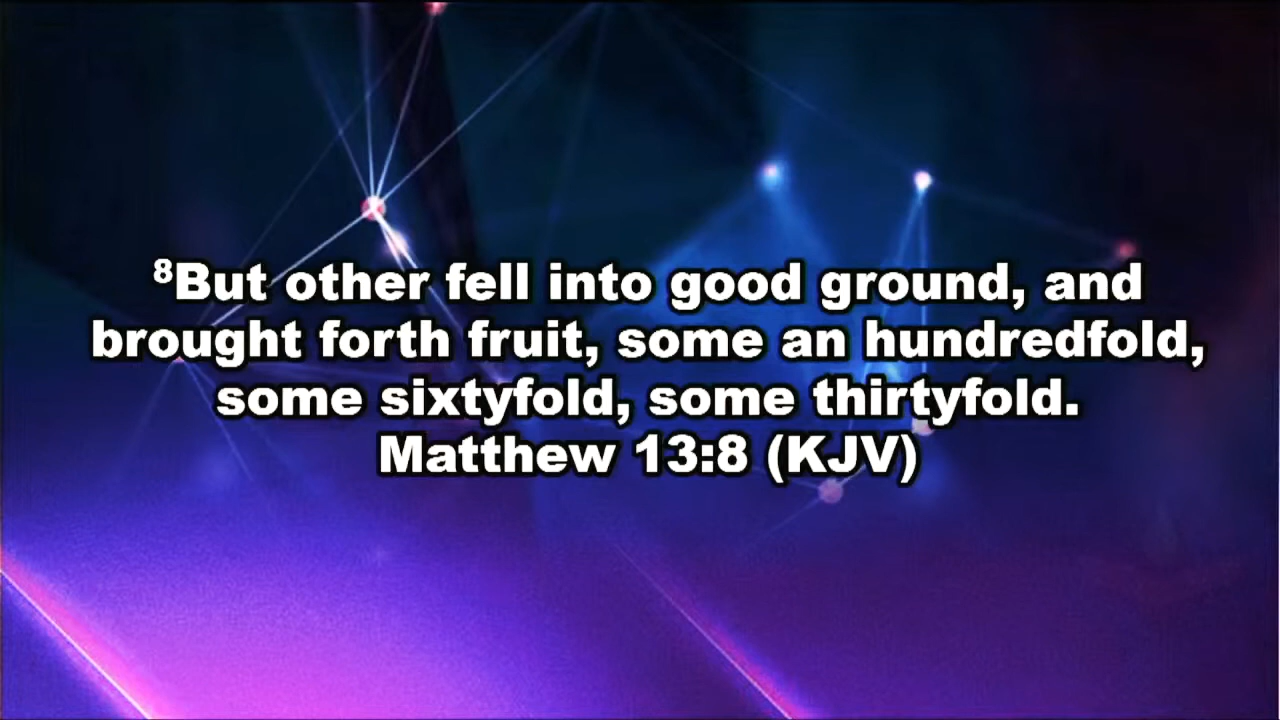 ⁸But other fell into good ground, and
brought forth fruit, some an hundredfold,
some sixtyfold, some thirtyfold.
Matthew 13:8 (KJV)